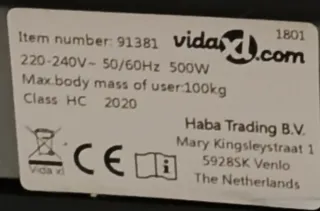 1801
Item number: 91381 vidaXL.com
220-240V~ 50/60Hz 500W
Max.body mass of user:100kg
Class HC 2020
Haba Trading B.V.
Mary Kingsleystraat 1
5928SK Venlo
The Netherlands
Vida xl
CE
i